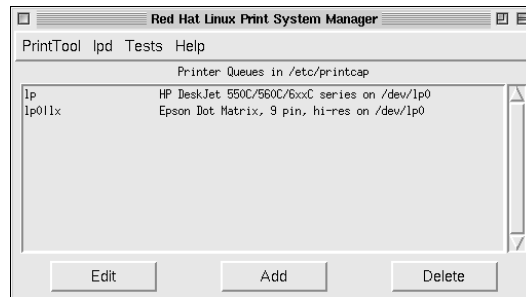 Red Hat Linux Print System Manager
PrintTool lpd Tests Help
Printer Queues in /etc/printcap
lp HP DeskJet 550C/560C/6xxC series on /dev/lp0
lp0|lx Epson Dot Matrix, 9 pin, hi-res on /dev/lp0
Edit Add Delete